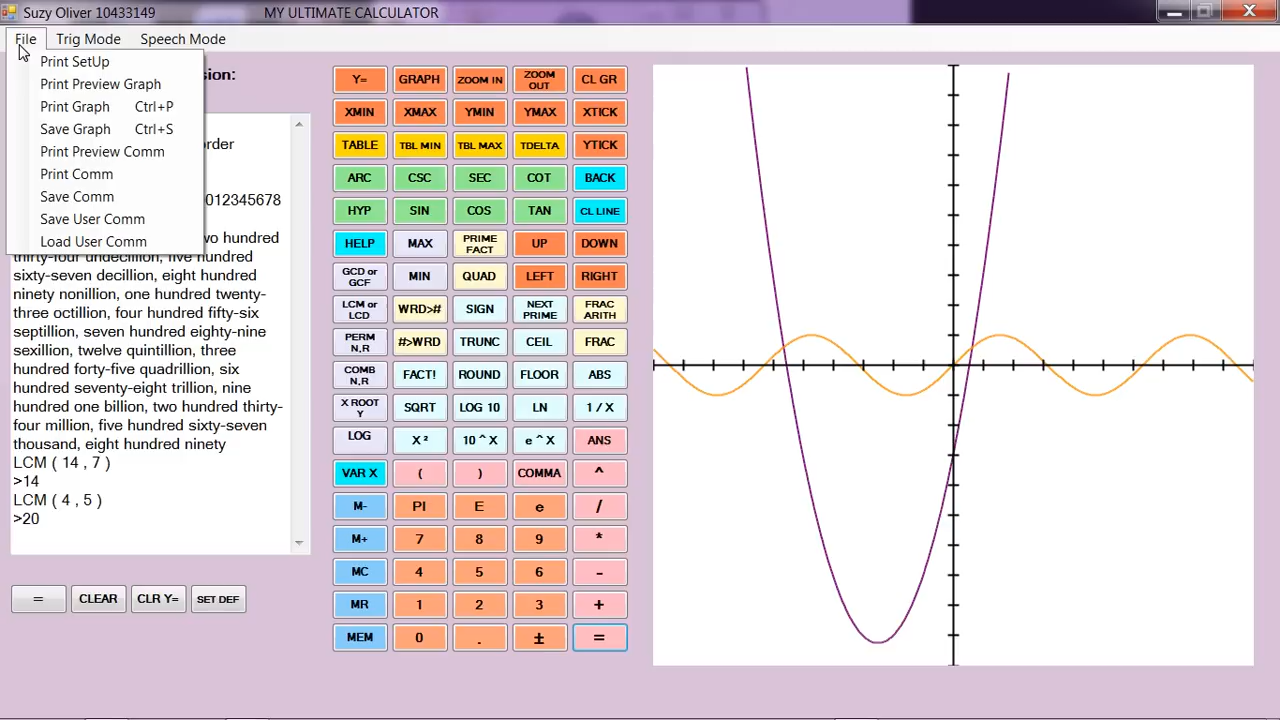 Suzy Oliver 10433149 MY ULTIMATE CALCULATOR
File Trig Mode Speech Mode
Print SetUp
Print Preview Graph
Print Graph Ctrl+P
Save Graph Ctrl+S
Print Preview Comm
Print Comm
Save Comm
Save User Comm
Load User Comm
012345678
thirty-four undecillion, five hundred
sixty-seven decillion, eight hundred
ninety nonillion, one hundred twenty-
three octillion, four hundred fifty-six
septillion, seven hundred eighty-nine
sexillion, twelve quintillion, three
hundred forty-five quadrillion, six
hundred seventy-eight trillion, nine
hundred one billion, two hundred thirty-
four million, five hundred sixty-seven
thousand, eight hundred ninety
LCM ( 14 , 7 )
>14
LCM ( 4 , 5 )
>20
= CLEAR CLR Y= SET DEF
Y= GRAPH ZOOM IN ZOOM OUT CL GR
XMIN XMAX YMIN YMAX XTICK
TABLE TBL MIN TBL MAX TDELTA YTICK
ARC CSC SEC COT BACK
HYP SIN COS TAN CL LINE
HELP MAX PRIME FACT UP DOWN
GCD or GCF MIN QUAD LEFT RIGHT
LCM or LCD WRD># SIGN NEXT PRIME FRAC ARITH
PERM N,R #>WRD TRUNC CEIL FRAC
COMB N,R FACT! ROUND FLOOR ABS
X ROOT Y SQRT LOG 10 LN 1 / X
LOG X ² 10 ^ X e ^ X ANS
VAR X ( ) COMMA ^
M- PI E e /
M+ 7 8 9 *
MC 4 5 6 -
MR 1 2 3 +
MEM 0 . ± =